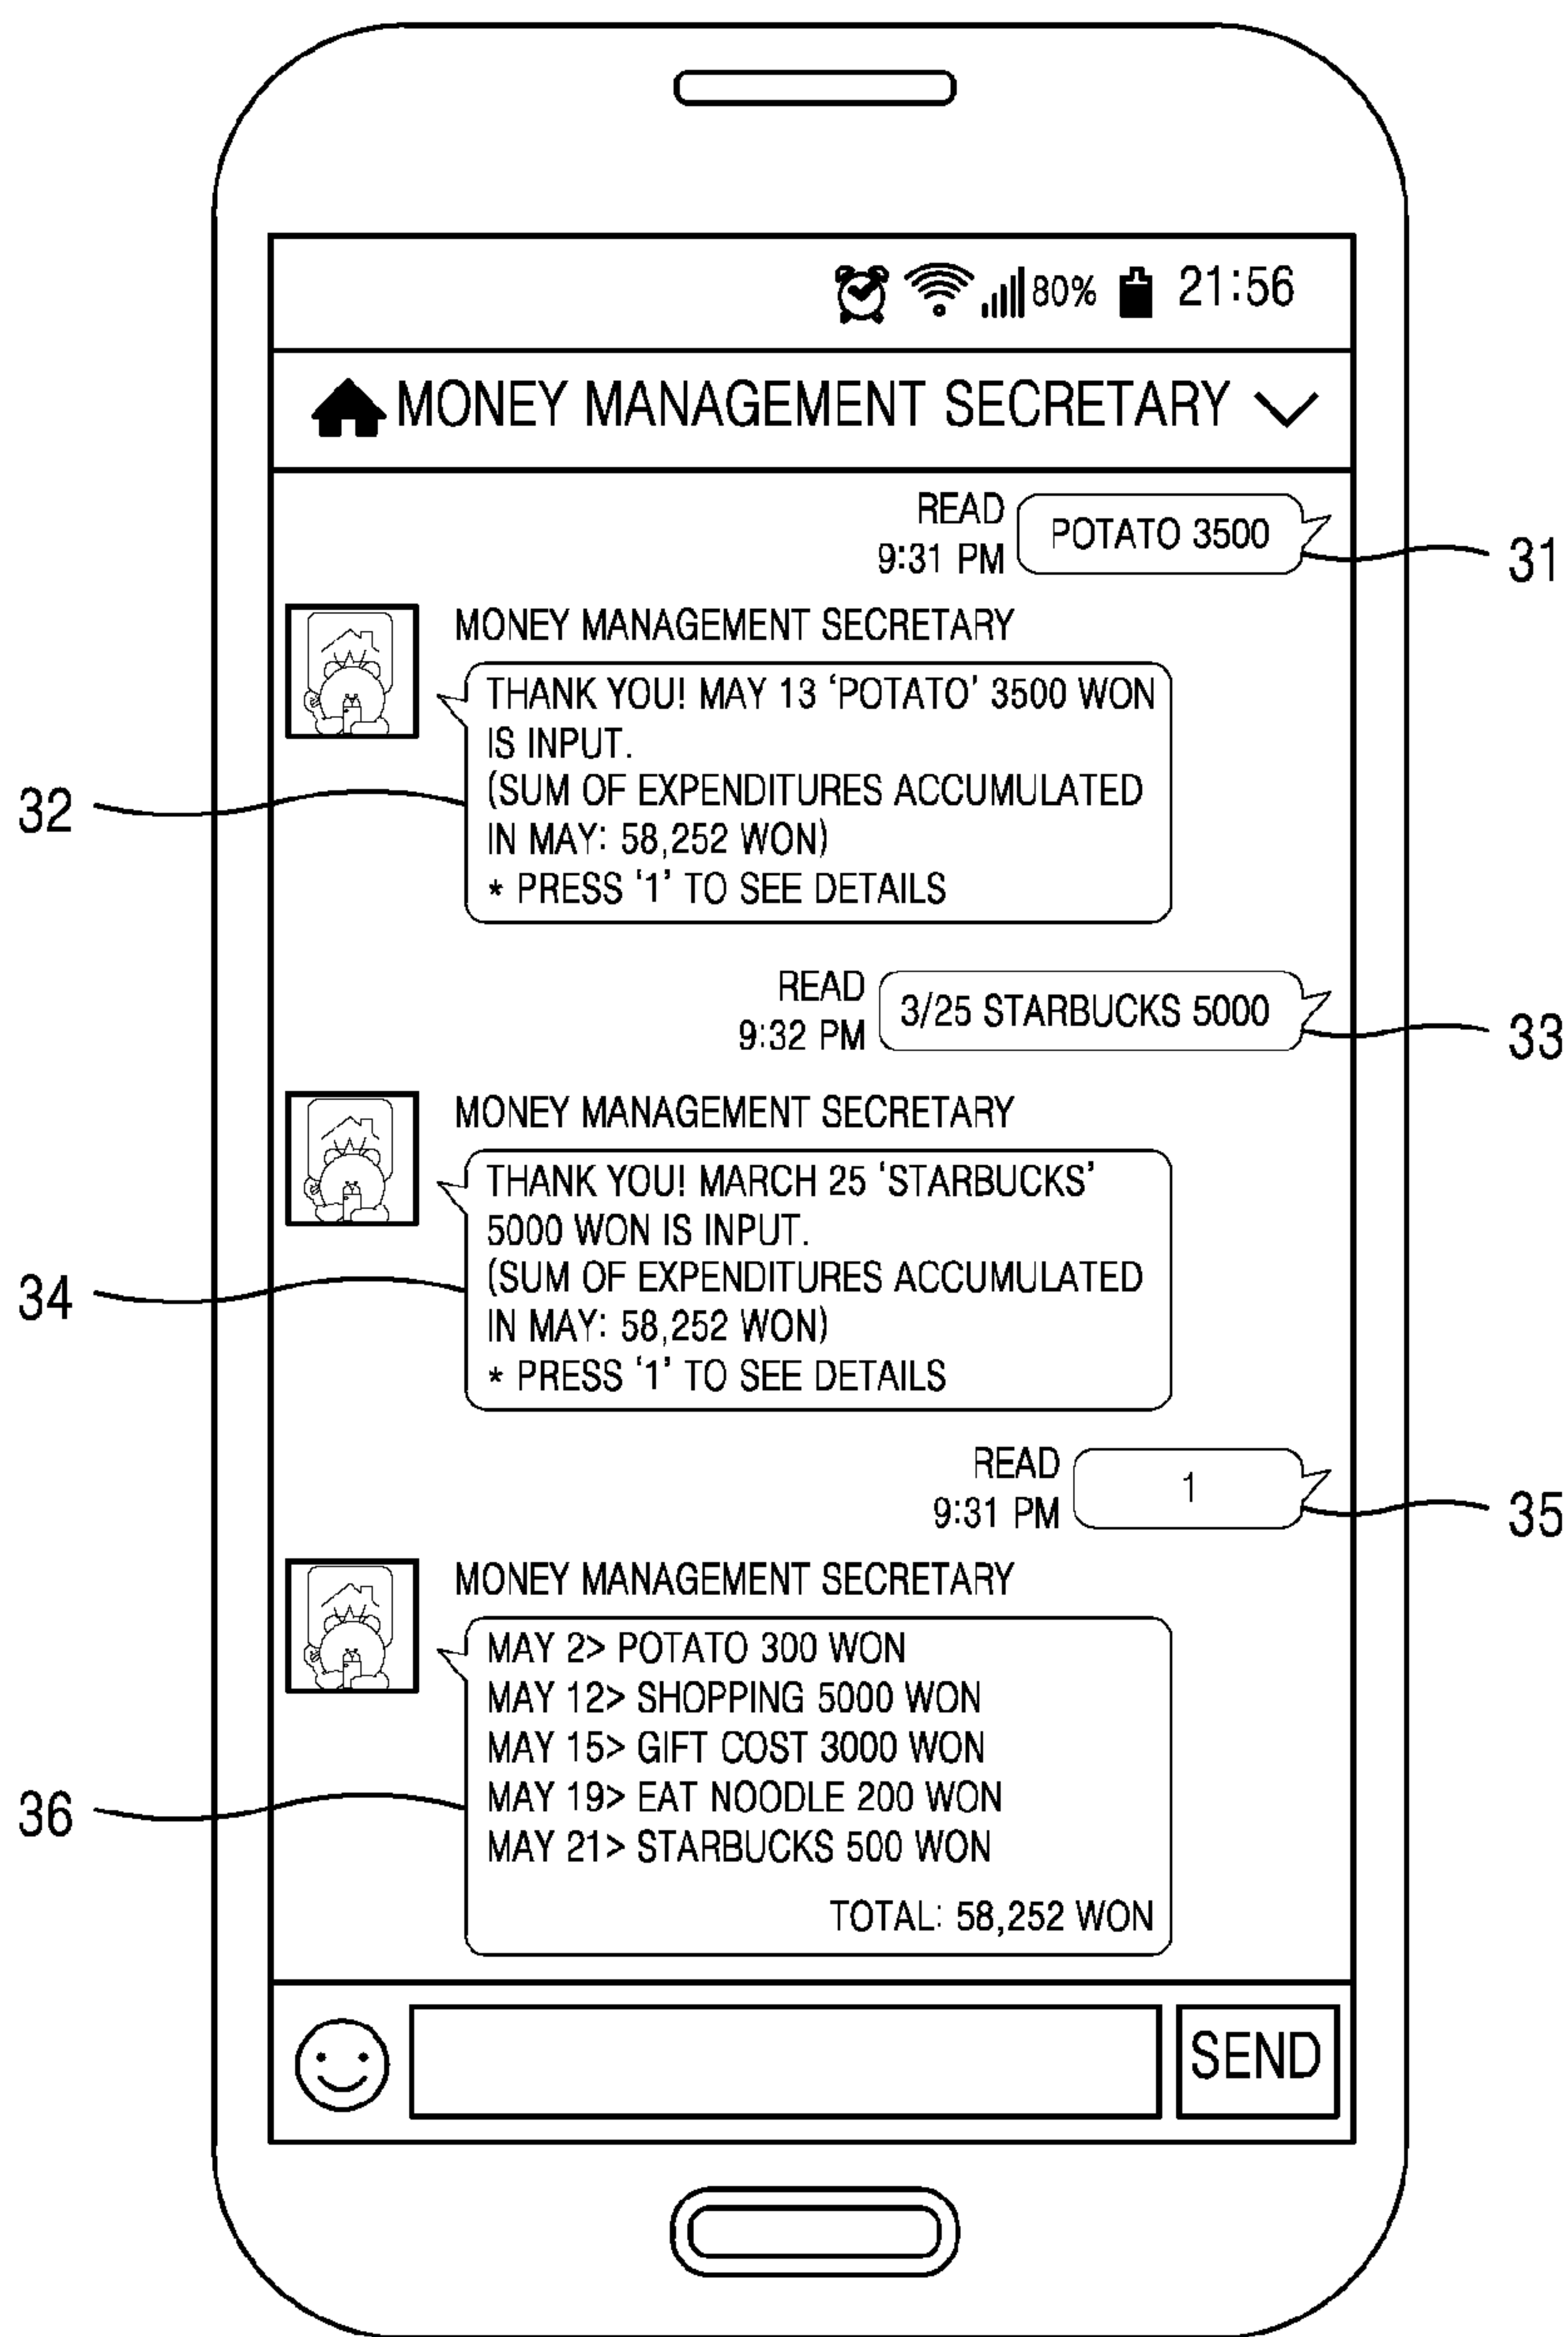 80% 21:56
MONEY MANAGEMENT SECRETARY
READ
9:31 PM
POTATO 3500
31
MONEY MANAGEMENT SECRETARY
THANK YOU! MAY 13 ‘POTATO’ 3500 WON
IS INPUT.
(SUM OF EXPENDITURES ACCUMULATED
IN MAY: 58,252 WON)
* PRESS ‘1’ TO SEE DETAILS
32
READ
9:32 PM
3/25 STARBUCKS 5000
33
MONEY MANAGEMENT SECRETARY
THANK YOU! MARCH 25 ‘STARBUCKS’
5000 WON IS INPUT.
(SUM OF EXPENDITURES ACCUMULATED
IN MAY: 58,252 WON)
* PRESS ‘1’ TO SEE DETAILS
34
READ
9:31 PM
1
35
MONEY MANAGEMENT SECRETARY
MAY 2> POTATO 300 WON
MAY 12> SHOPPING 5000 WON
MAY 15> GIFT COST 3000 WON
MAY 19> EAT NOODLE 200 WON
MAY 21> STARBUCKS 500 WON
TOTAL: 58,252 WON
36
SEND